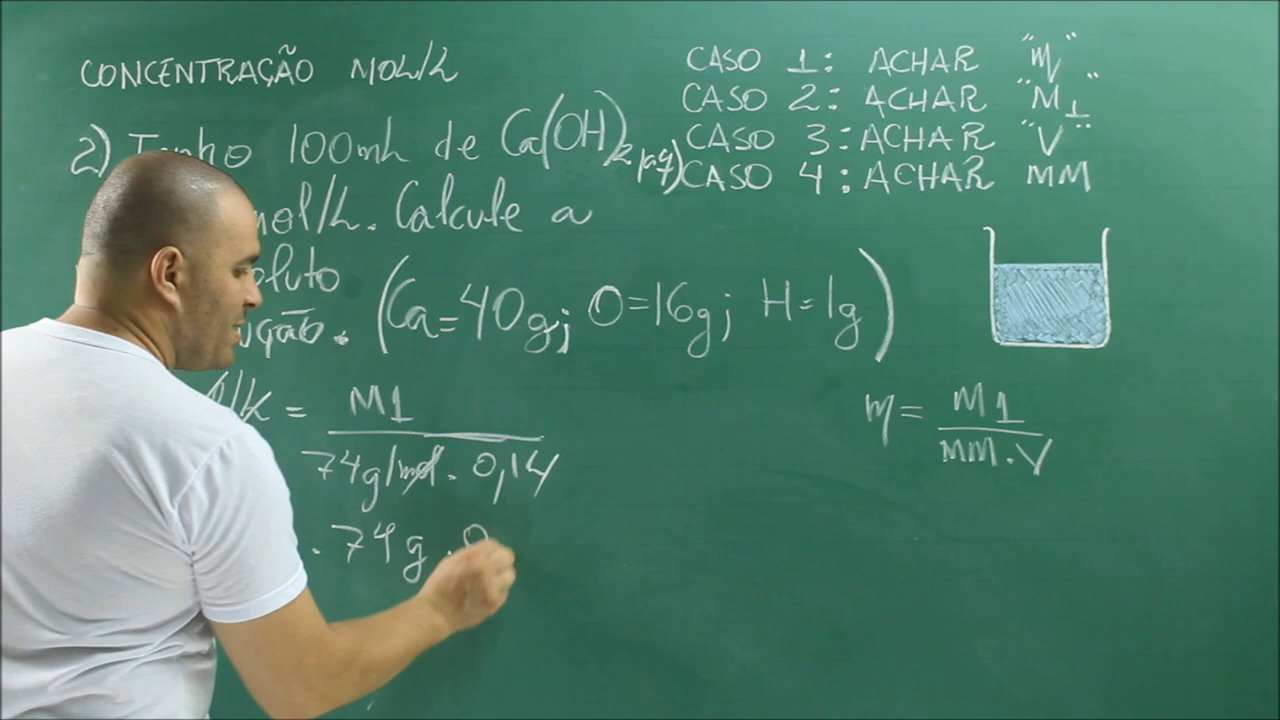 CONCENTRAÇÃO MOL/L
2) Tenho 100mL de Ca(OH)2(aq)
mol/L. Calcule a
(Ca=40g; O=16g; H=1g)
= M1
74g/mol . 0,1L
. 74g . 0
CASO 1: ACHAR "M"
CASO 2: ACHAR "M1"
CASO 3: ACHAR "V"
CASO 4: ACHAR MM
M = M1
MM.V